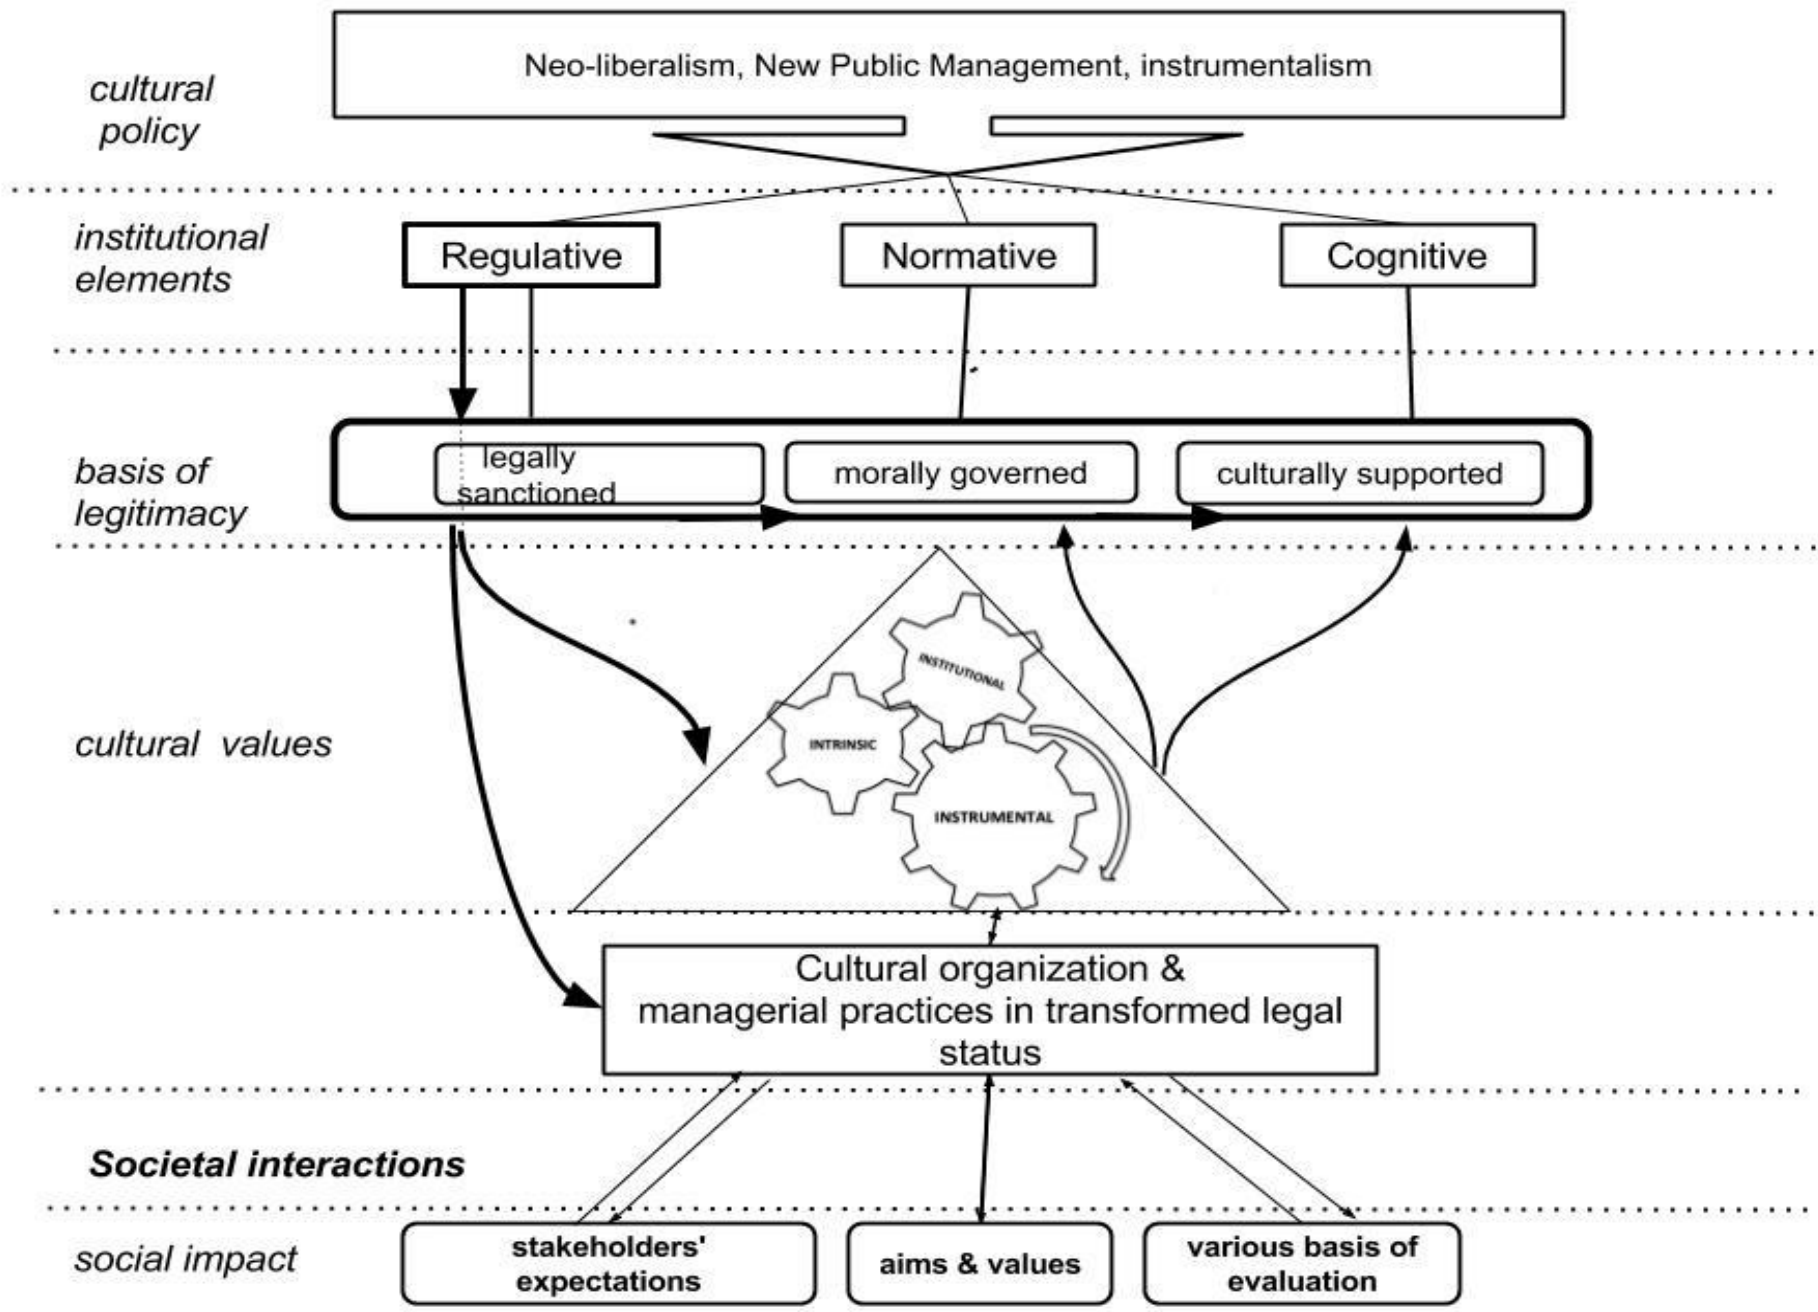 Neo-liberalism, New Public Management, instrumentalism
cultural
policy
institutional
elements
Regulative
Normative
Cognitive
basis of
legitimacy
legally
sanctioned
morally governed
culturally supported
cultural values
INSTITUTIONAL
INTRINSIC
INSTRUMENTAL
Cultural organization &
managerial practices in transformed legal
status
Societal interactions
social impact
stakeholders'
expectations
aims & values
various basis of
evaluation